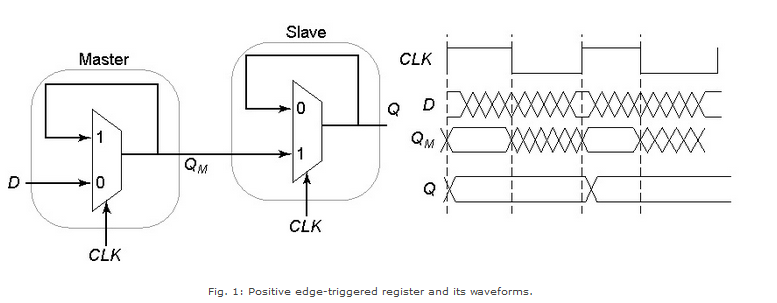 Master
Slave
1
0
D
Q_M
CLK
0
1
Q
CLK
CLK
D
Q_M
Q
Fig. 1: Positive edge-triggered register and its waveforms.